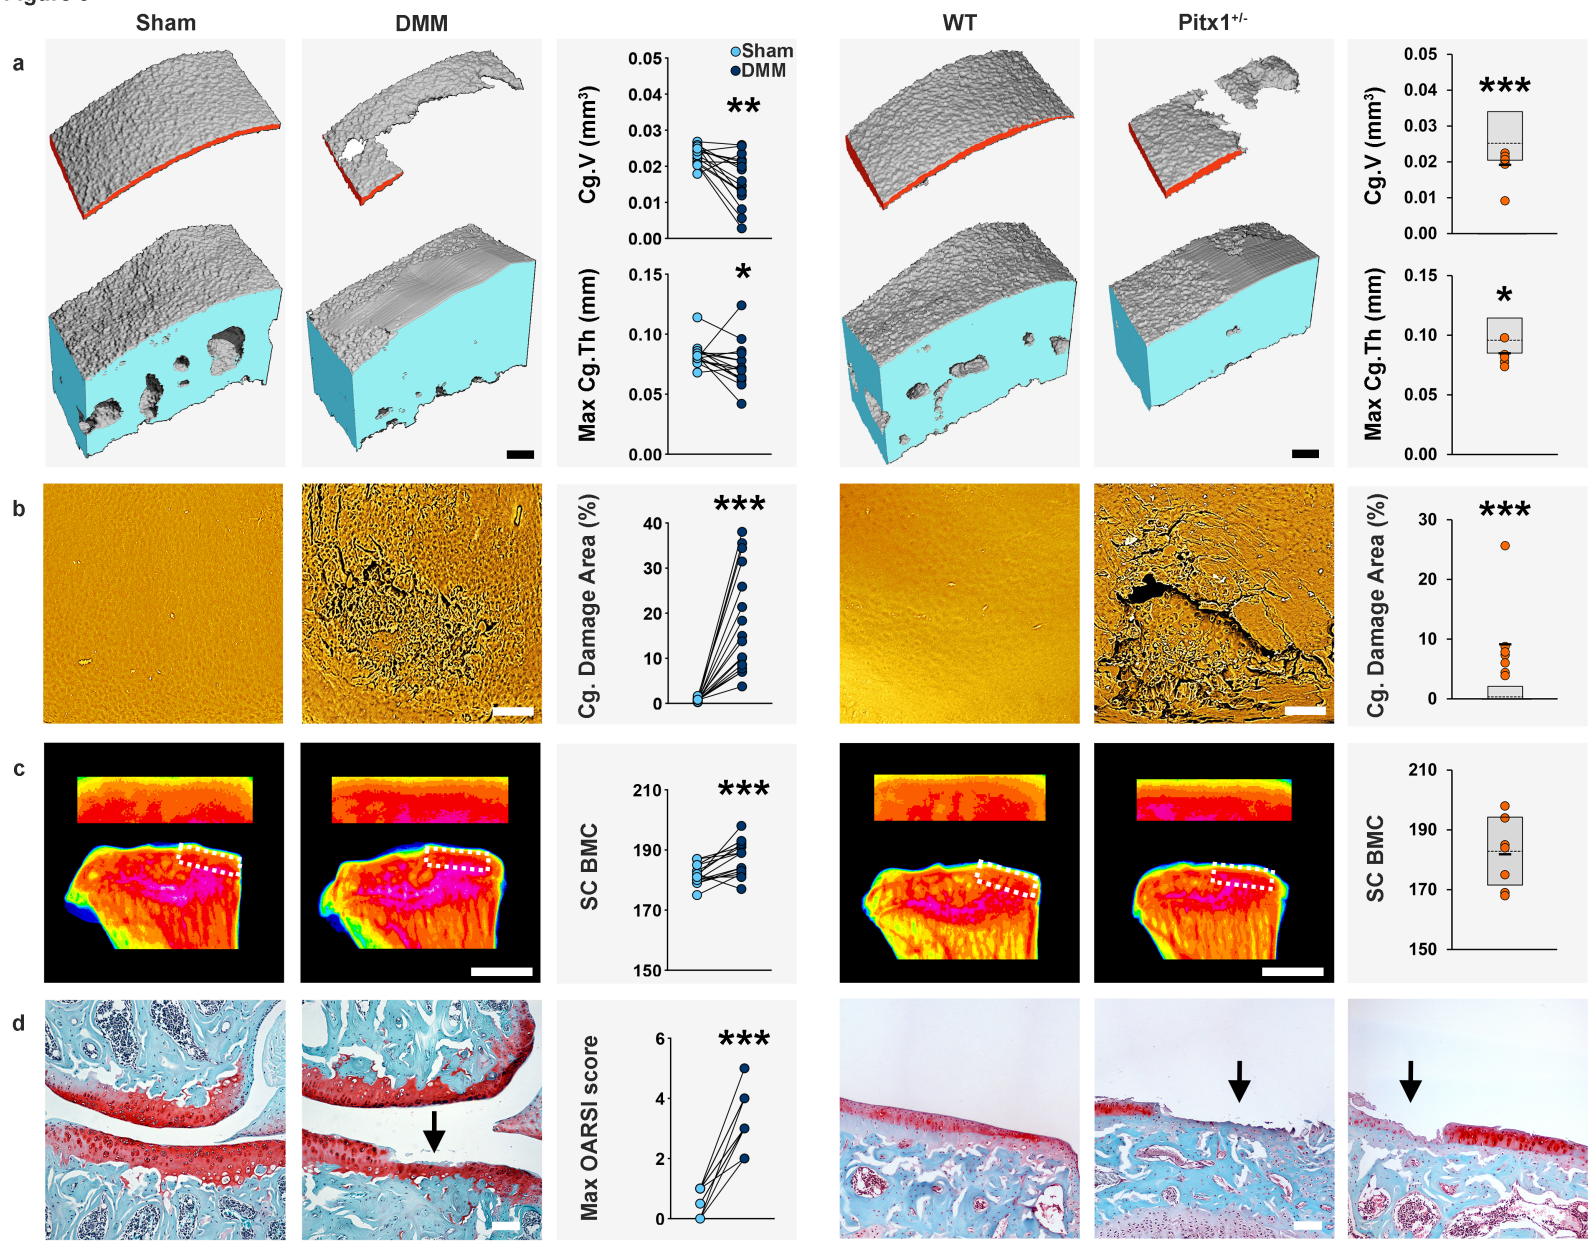 Sham
DMM
WT
Pitx1+/-
a
Sham
DMM
Cg.V (mm³)
0.05
0.04
0.03
0.02
0.01
0.00
**
Max Cg.Th (mm)
0.15
0.10
0.05
0.00
*
Cg.V (mm³)
0.05
0.04
0.03
0.02
0.01
0.00
***
Max Cg.Th (mm)
0.15
0.10
0.05
0.00
*
b
Cg. Damage Area (%)
40
30
20
10
0
***
Cg. Damage Area (%)
30
20
10
0
***
c
SC BMC
210
190
170
150
***
SC BMC
210
190
170
150
d
Max OARSI score
6
4
2
0
***